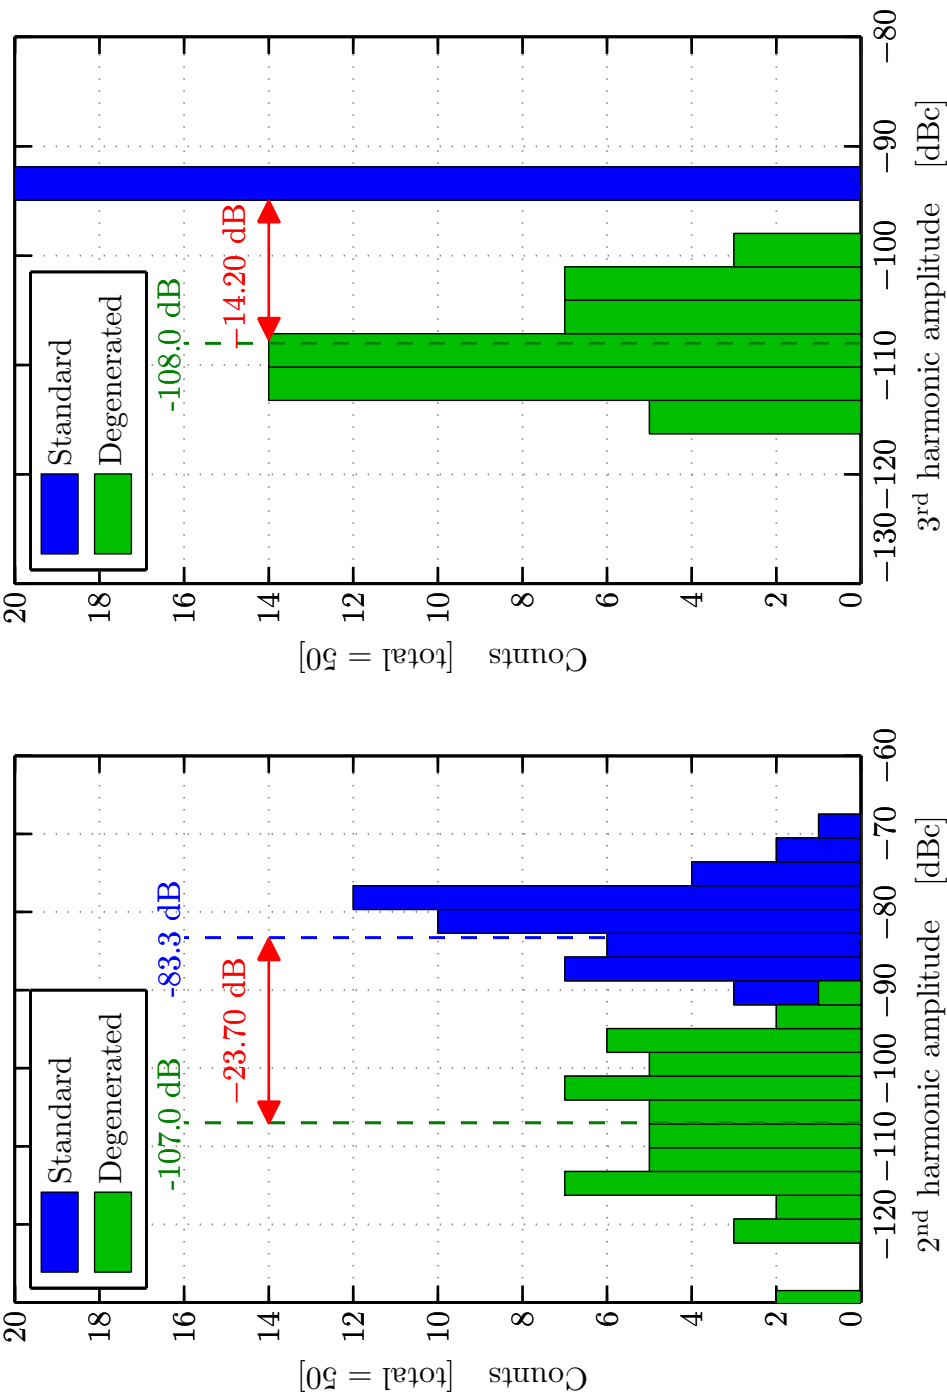 20
18
16
14
12
10
8
6
4
2
0
Counts
[total = 50]
Standard
Degenerated
-107.0 dB
-83.3 dB
−23.70 dB
−120
−110
−100
−90
−80
−70
−60
2nd harmonic amplitude [dBc]
20
18
16
14
12
10
8
6
4
2
0
Counts
[total = 50]
Standard
Degenerated
-108.0 dB
−14.20 dB
−130
−120
−110
−100
−90
−80
3rd harmonic amplitude [dBc]